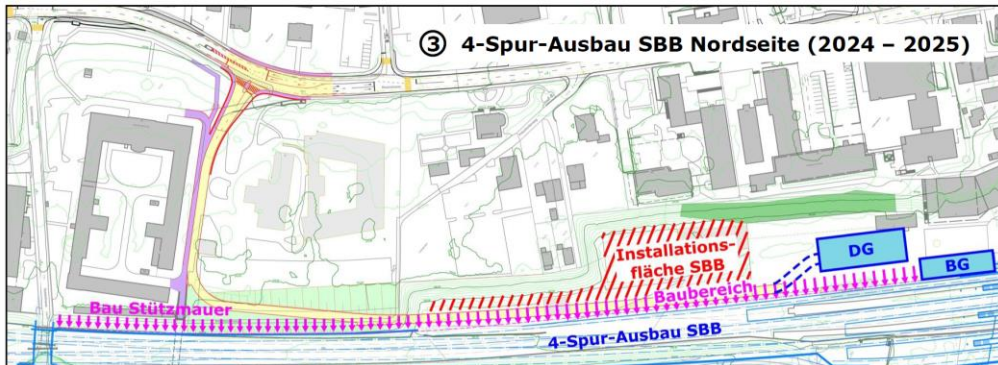 ③ 4-Spur-Ausbau SBB Nordseite (2024 – 2025)
Installations-
fläche SBB
DG
BG
Baubereich
Bau Stützmauer
4-Spur-Ausbau SBB